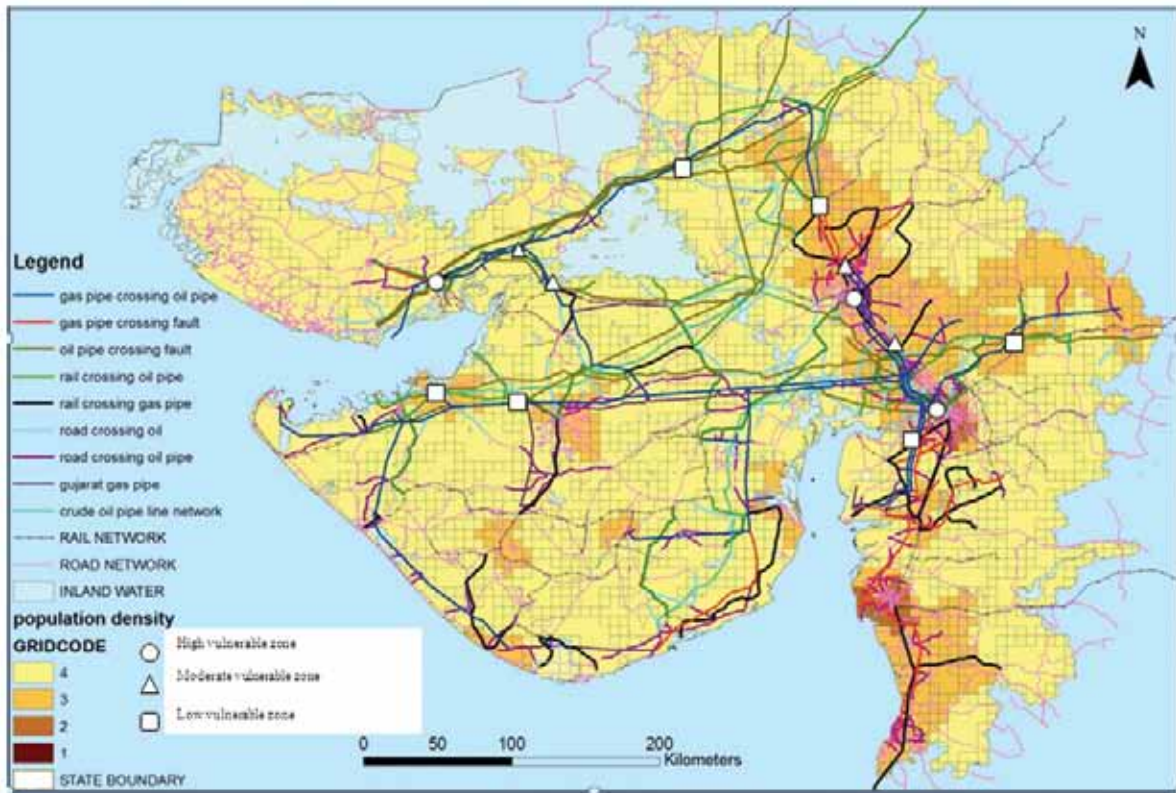 N
Legend
gas pipe crossing oil pipe
gas pipe crossing fault
oil pipe crossing fault
rail crossing oil pipe
rail crossing gas pipe
road crossing oil
road crossing oil pipe
gujarat gas pipe
crude oil pipe line network
RAIL NETWORK
ROAD NETWORK
INLAND WATER
population density
GRIDCODE
4
3
2
1
STATE BOUNDARY
High vulnerable zone
Moderate vulnerable zone
Low vulnerable zone
0 50 100 200
Kilometers